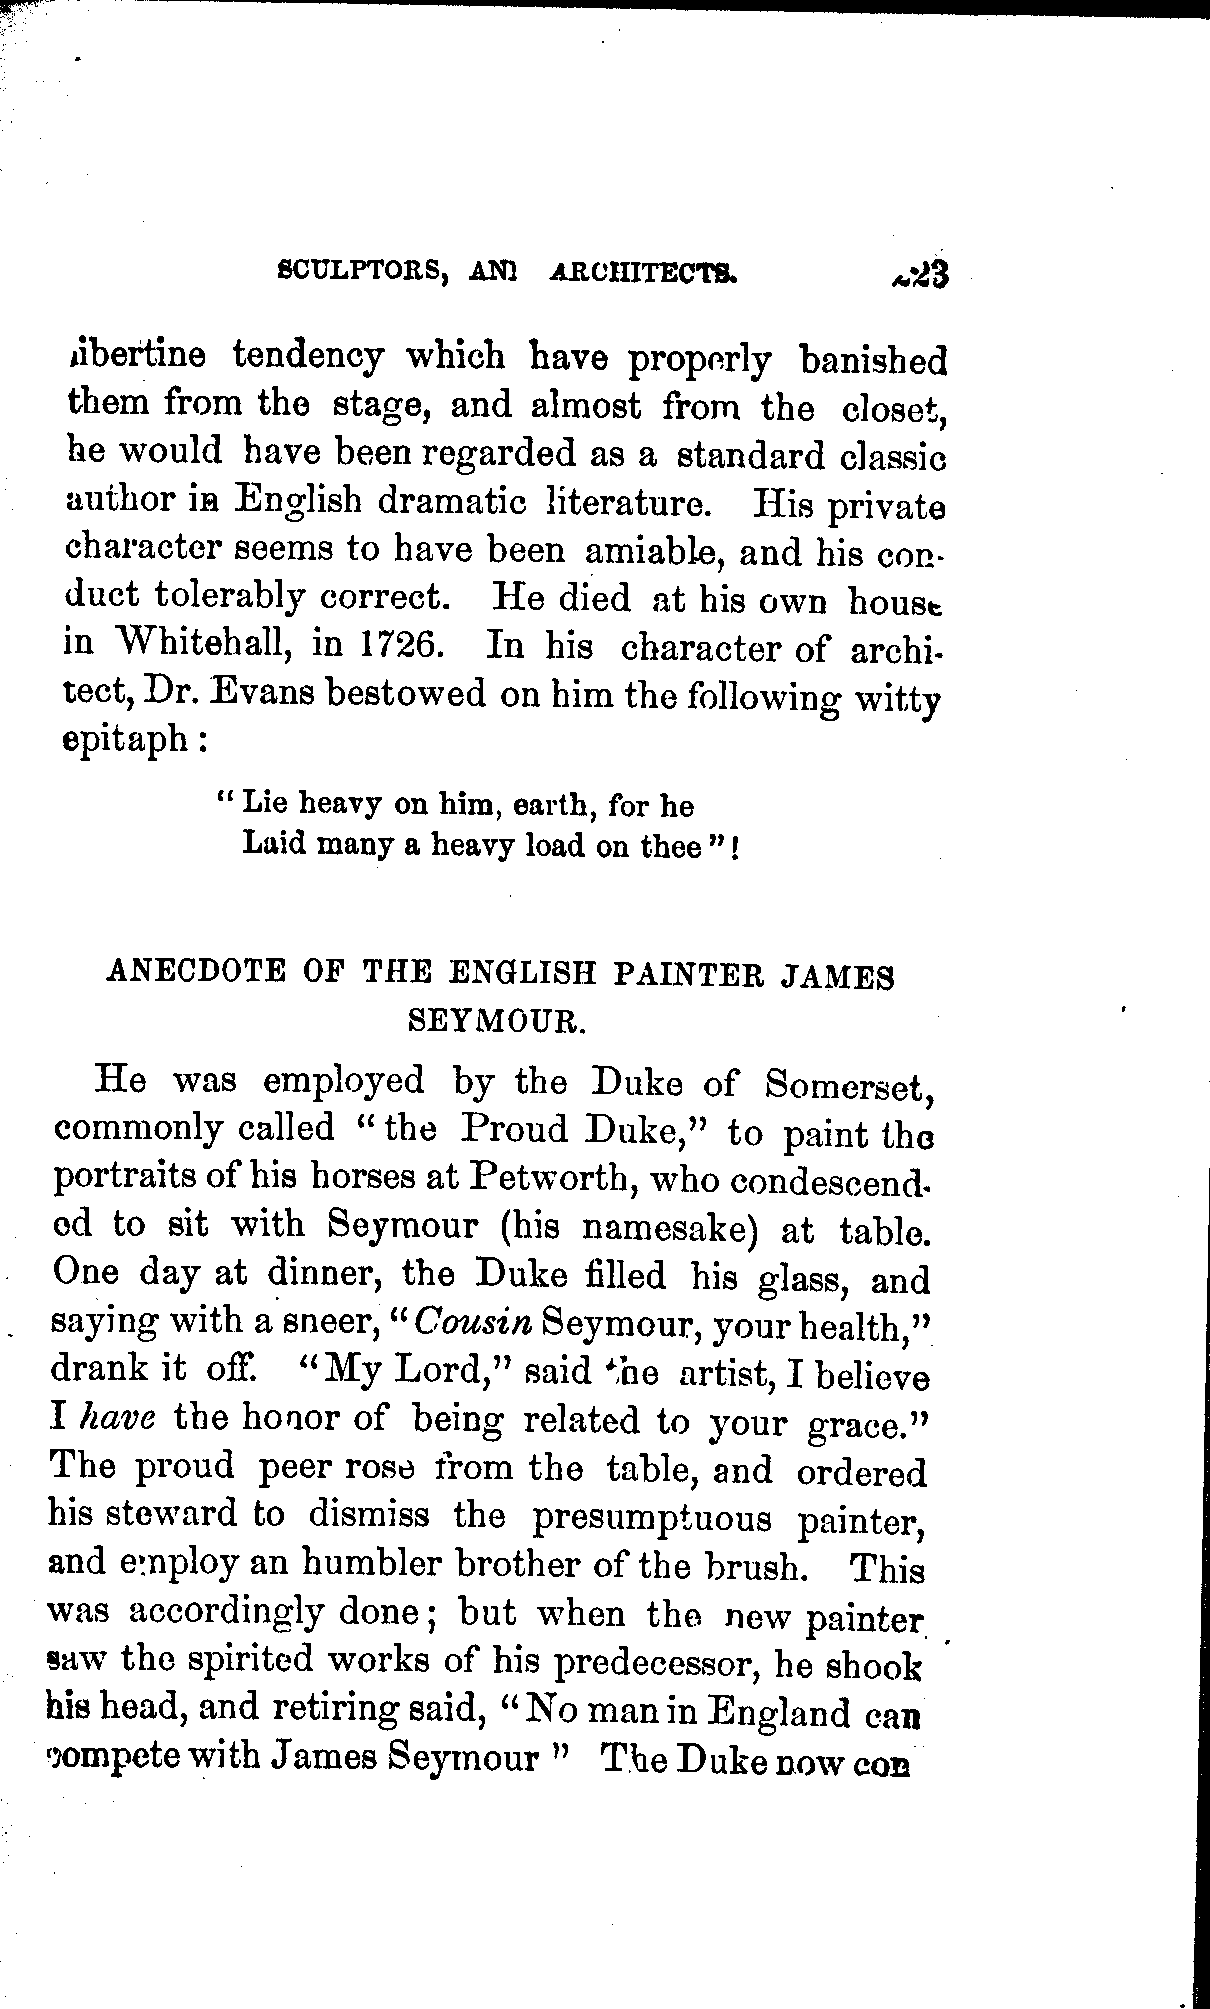 SCULPTORS, AND ARCHITECTS. 223
libertine tendency which have properly banished
them from the stage, and almost from the closet,
he would have been regarded as a standard classic
author in English dramatic literature. His private
character seems to have been amiable, and his con-
duct tolerably correct. He died at his own house
in Whitehall, in 1726. In his character of archi-
tect, Dr. Evans bestowed on him the following witty
epitaph :
“ Lie heavy on him, earth, for he
Laid many a heavy load on thee ” !
ANECDOTE OF THE ENGLISH PAINTER JAMES
SEYMOUR.
He was employed by the Duke of Somerset,
commonly called “ the Proud Duke,” to paint the
portraits of his horses at Petworth, who condescend-
ed to sit with Seymour (his namesake) at table.
One day at dinner, the Duke filled his glass, and
saying with a sneer, “ Cousin Seymour, your health,”
drank it off. “ My Lord,” said the artist, I believe
I have the honor of being related to your grace.”
The proud peer rose from the table, and ordered
his steward to dismiss the presumptuous painter,
and employ an humbler brother of the brush. This
was accordingly done ; but when the new painter
saw the spirited works of his predecessor, he shook
his head, and retiring said, “ No man in England can
compete with James Seymour ” The Duke now con